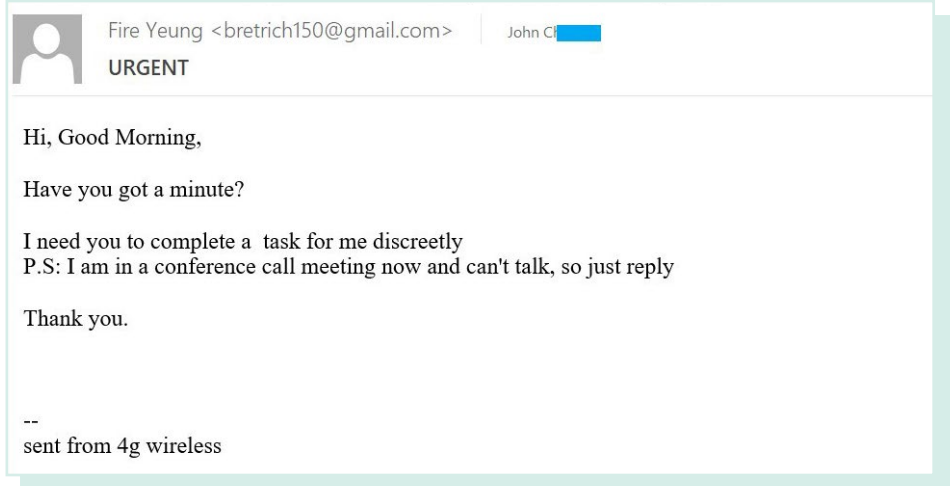 Fire Yeung <bretrich150@gmail.com> John
URGENT
Hi, Good Morning,
Have you got a minute?
I need you to complete a  task for me discreetly
P.S: I am in a conference call meeting now and can't talk, so just reply
Thank you.
--
sent from 4g wireless